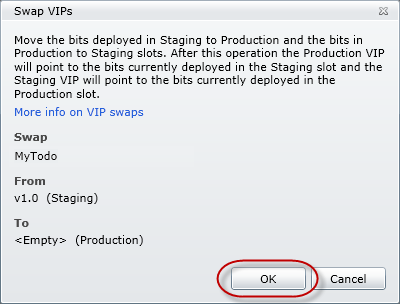 Swap VIPs
Move the bits deployed in Staging to Production and the bits in
Production to Staging slots. After this operation the Production VIP
will point to the bits currently deployed in the Staging slot and the
Staging VIP will point to the bits currently deployed in the
Production slot.
More info on VIP swaps
Swap
MyTodo
From
v1.0 (Staging)
To
<Empty> (Production)
OK Cancel